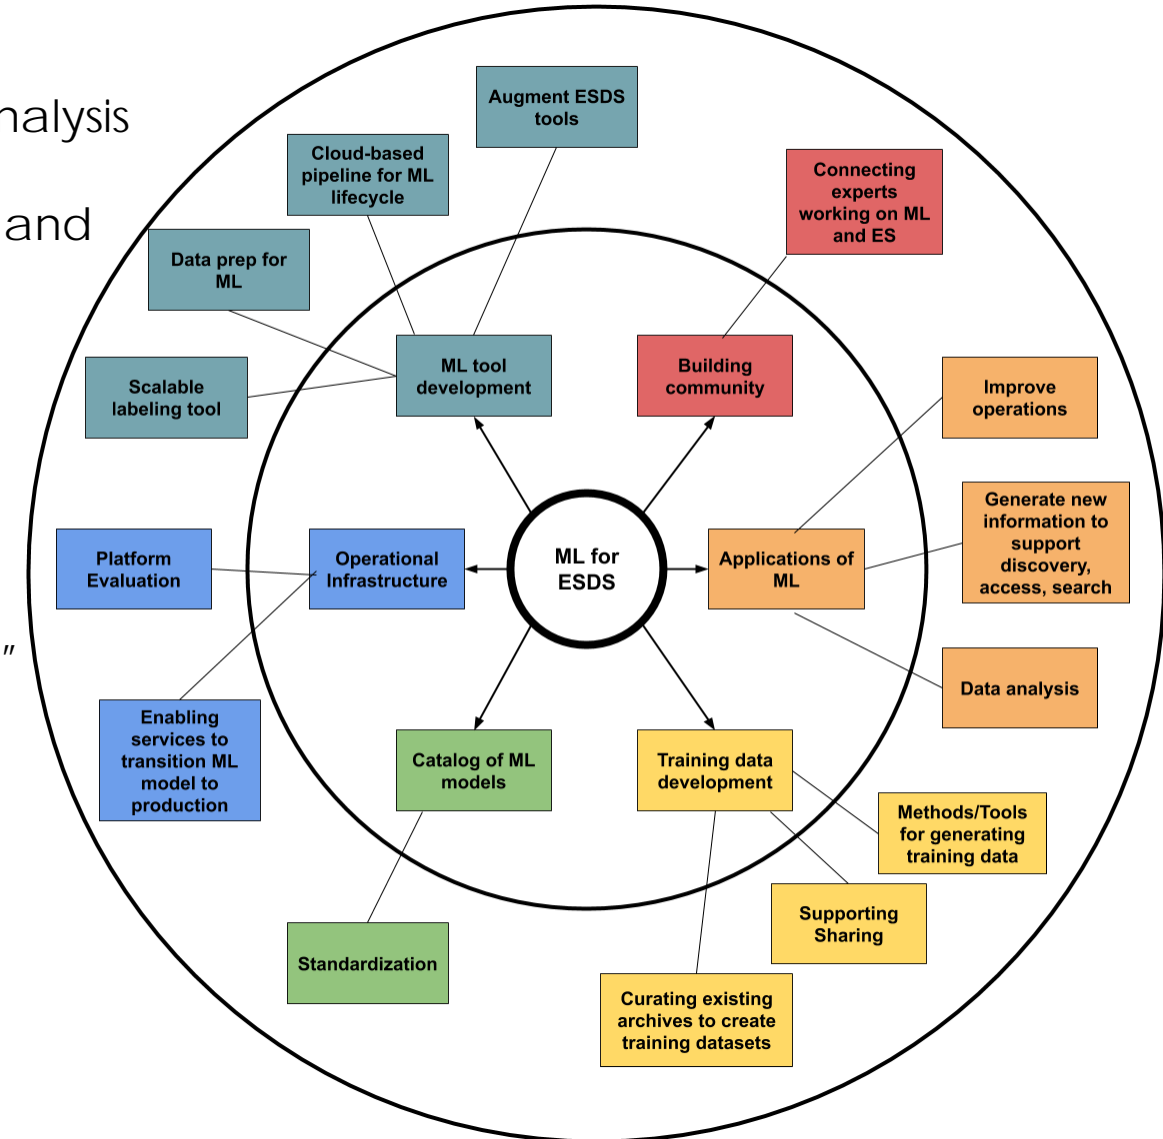 nalysis
and
"
Augment ESDS
tools
Cloud-based
pipeline for ML
lifecycle
Connecting
experts
working on ML
and ES
Data prep for
ML
Scalable
labeling tool
ML tool
development
Building
community
Improve
operations
Platform
Evaluation
Operational
Infrastructure
ML for
ESDS
Applications of
ML
Generate new
information to
support
discovery,
access, search
Data analysis
Enabling
services to
transition ML
model to
production
Catalog of ML
models
Training data
development
Methods/Tools
for generating
training data
Supporting
Sharing
Standardization
Curating existing
archives to create
training datasets